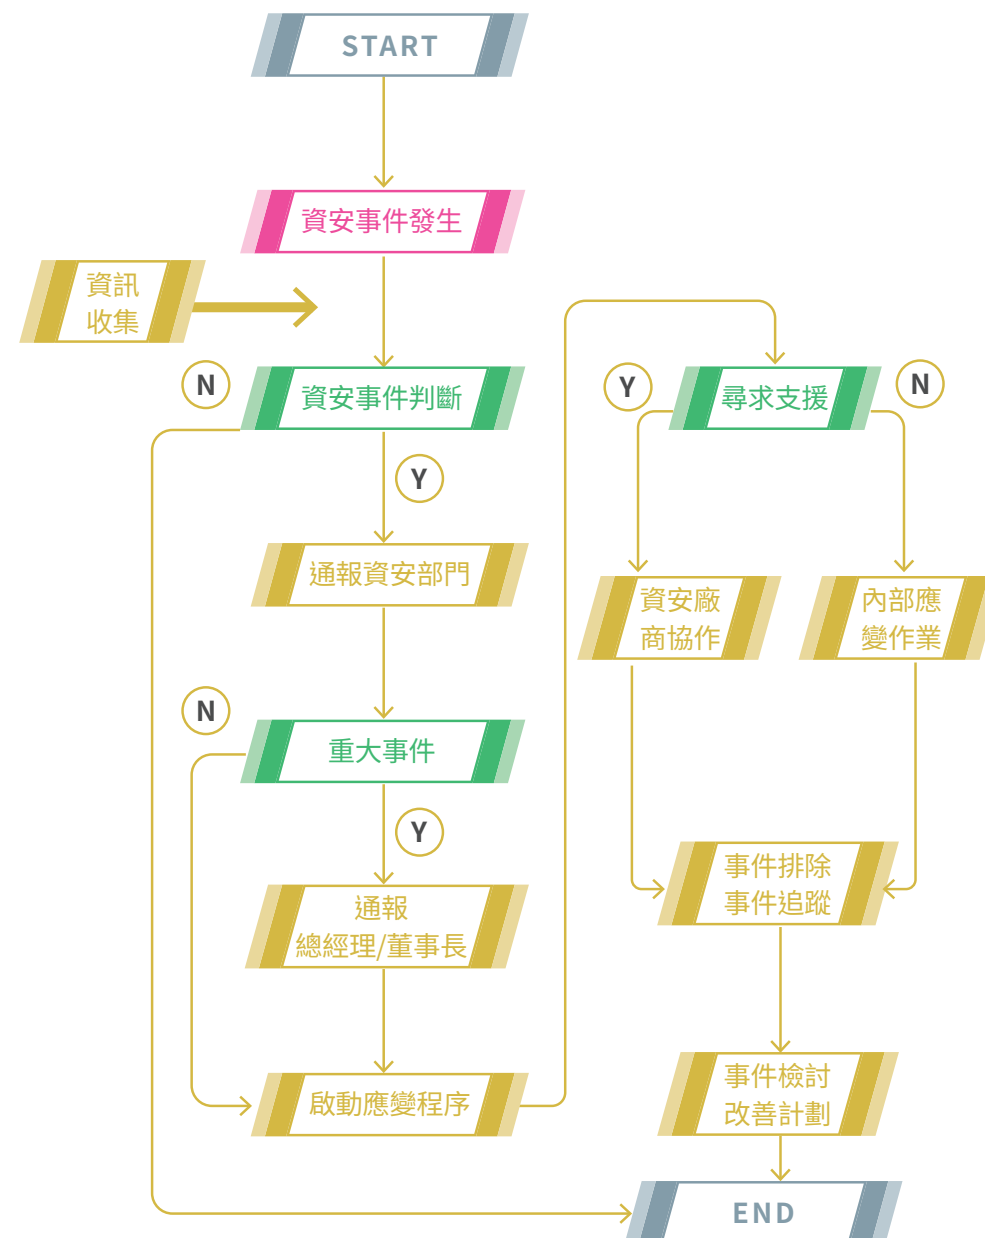 START
資安事件發生
資訊
收集
N
資安事件判斷
Y
通報資安部門
N
重大事件
Y
通報
總經理/董事長
啟動應變程序
Y
尋求支援
N
資安廠
商協作
內部應
變作業
事件排除
事件追蹤
事件檢討
改善計劃
END